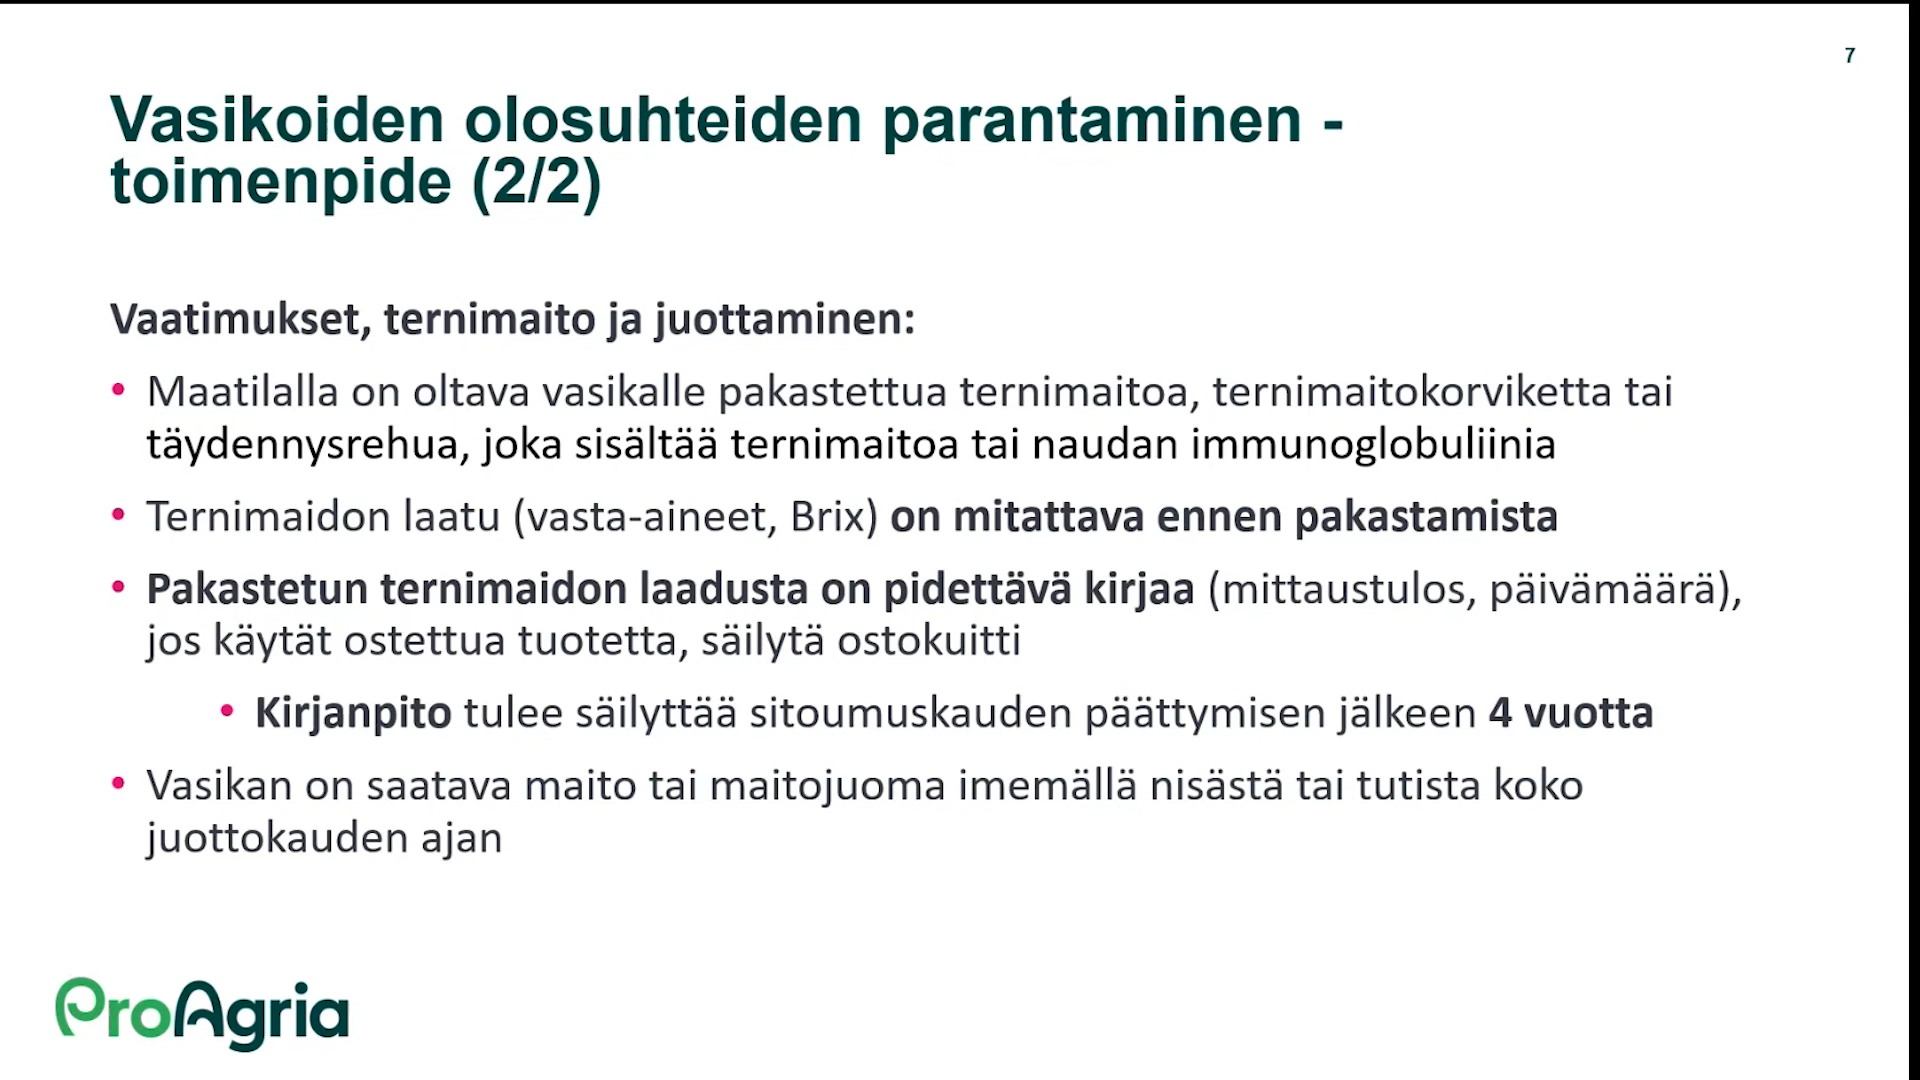 7
Vasikoiden olosuhteiden parantaminen -
toimenpide (2/2)
Vaatimukset, ternimaito ja juottaminen:
• Maatilalla on oltava vasikalle pakastettua ternimaitoa, ternimaitokorviketta tai
täydennysrehua, joka sisältää ternimaitoa tai naudan immunoglobuliinia
• Ternimaidon laatu (vasta-aineet, Brix) on mitattava ennen pakastamista
• Pakastetun ternimaidon laadusta on pidettävä kirjaa (mittaustulos, päivämäärä),
jos käytät ostettua tuotetta, säilytä ostokuitti
• Kirjanpito tulee säilyttää sitoumuskauden päättymisen jälkeen 4 vuotta
• Vasikan on saatava maito tai maitojuoma imemällä nisästä tai tutista koko
juottokauden ajan
ProAgria